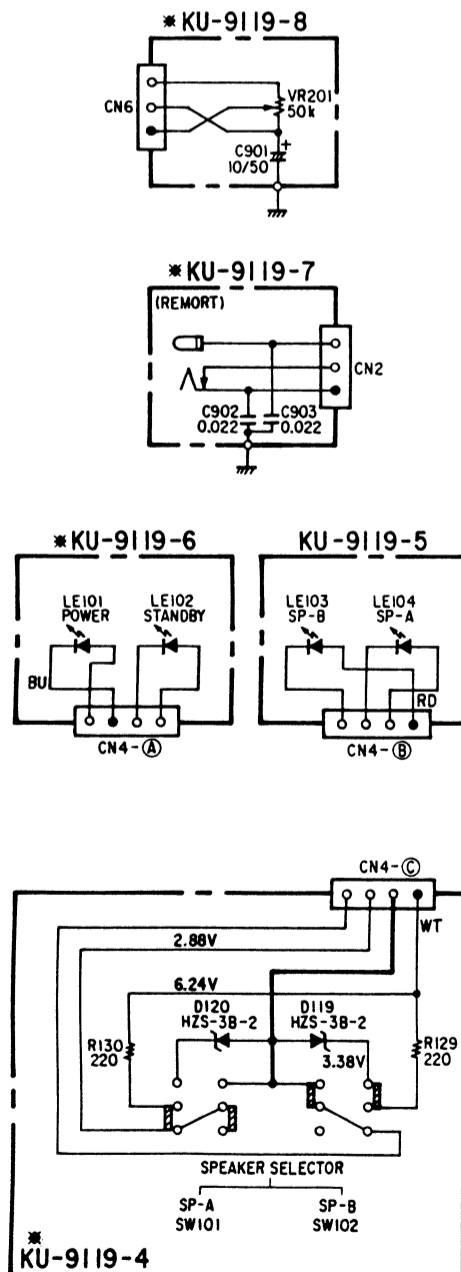 ※KU-9119-8
CN6
VR201
50k
C901
10/50
+
※KU-9119-7
(REMORT)
CN2
C902
0.022
C903
0.022
※KU-9119-6
KU-9119-5
LE101
POWER
LE102
STANDBY
BU
CN4-Ⓐ
LE103
SP-B
LE104
SP-A
RD
CN4-Ⓑ
CN4-Ⓒ
WT
2.88V
6.24V
D120
HZS-3B-2
D119
HZS-3B-2
R130
220
3.38V
R129
220
SPEAKER SELECTOR
SP-A
SW101
SP-B
SW102
※
KU-9119-4